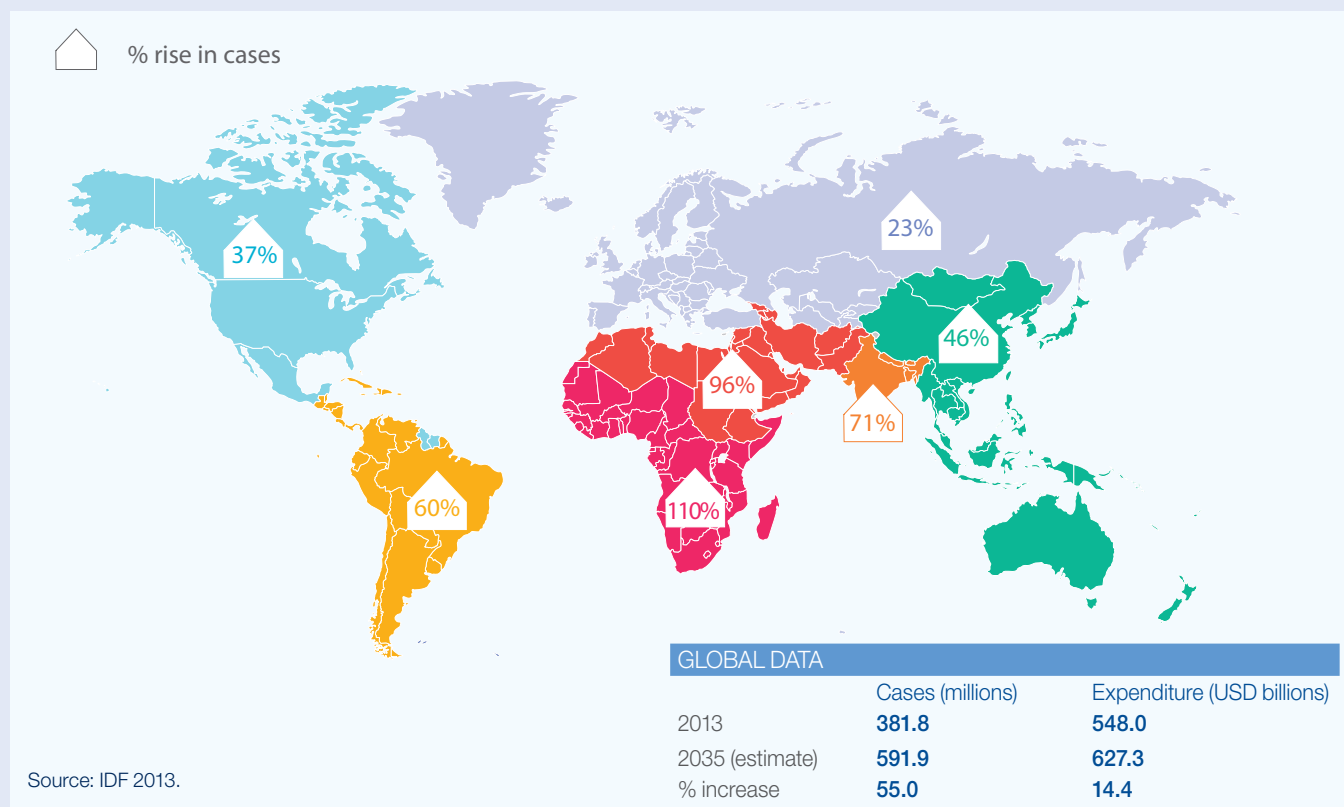 % rise in cases
37%
23%
46%
96%
71%
60%
110%
GLOBAL DATA
Cases (millions) Expenditure (USD billions)
2013 381.8 548.0
2035 (estimate) 591.9 627.3
% increase 55.0 14.4
Source: IDF 2013.